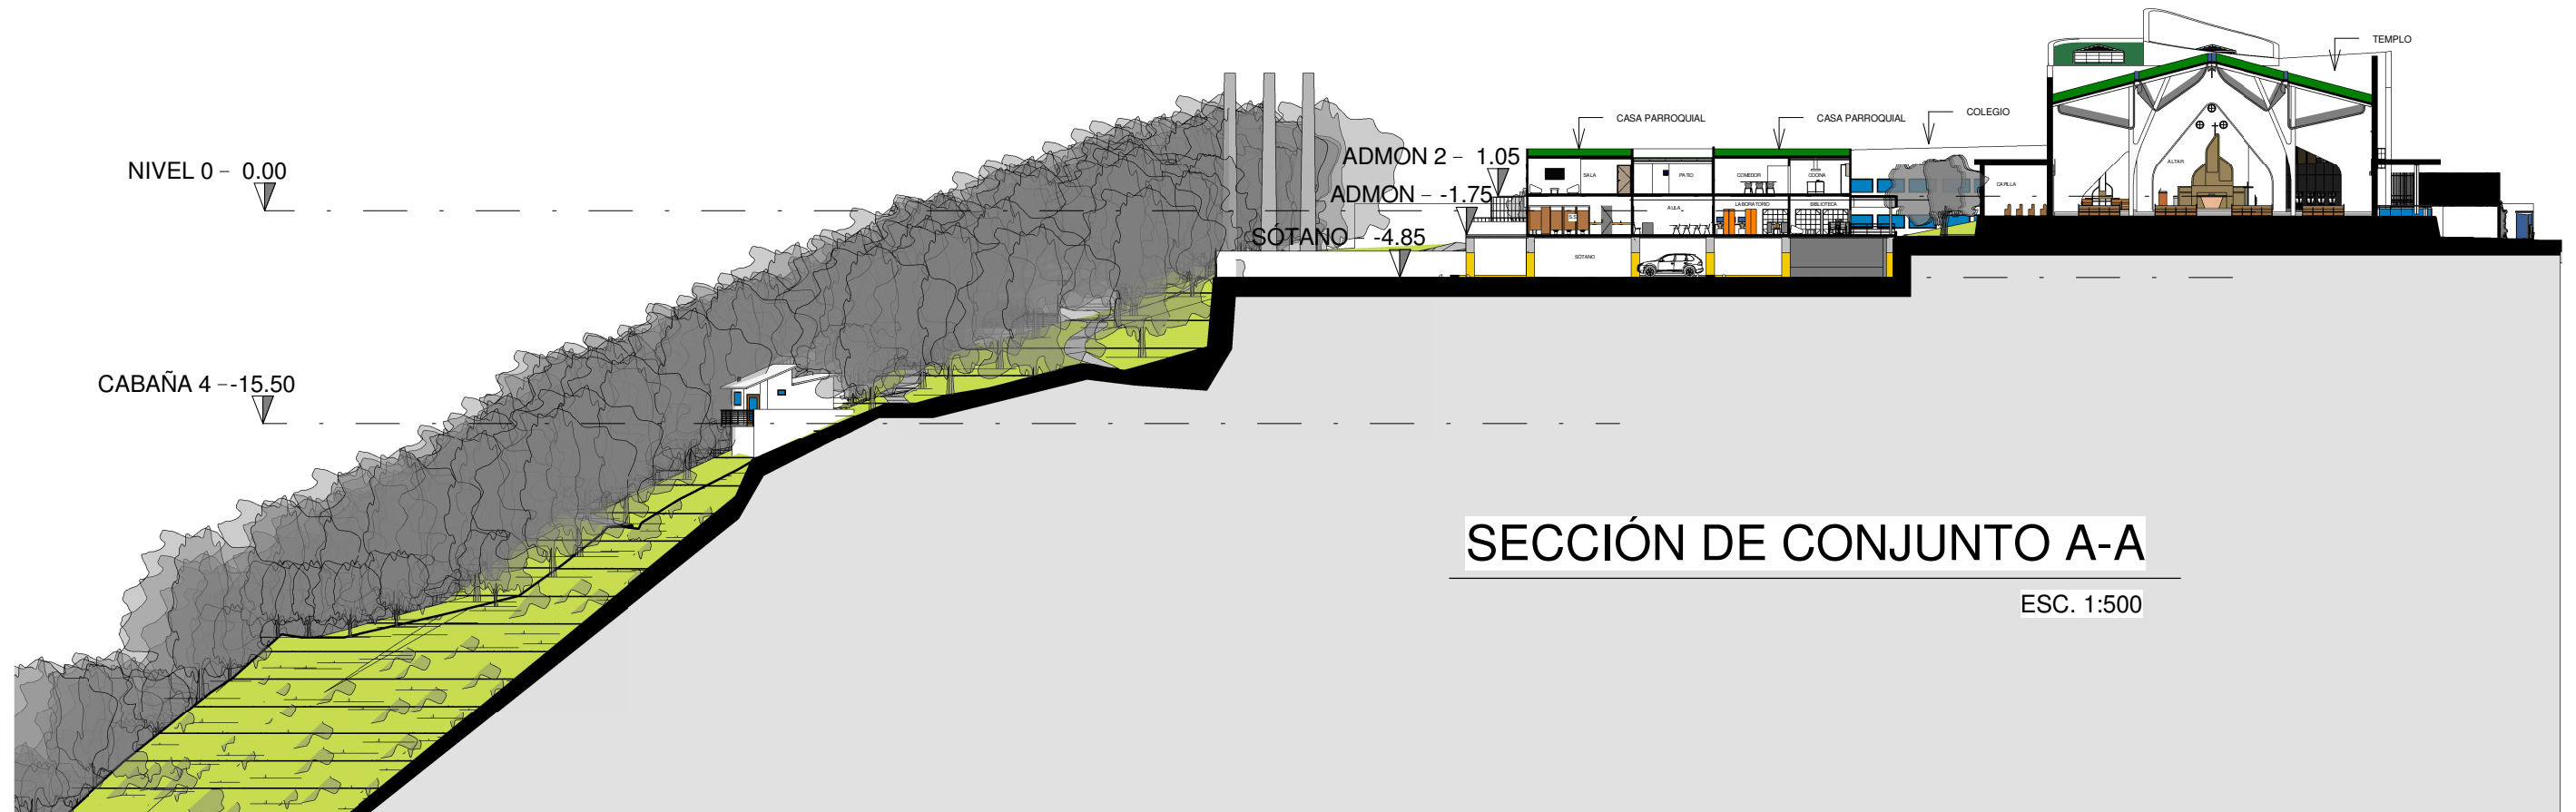 TEMPLO
COLEGIO
CASA PARROQUIAL
CASA PARROQUIAL
ADMON 2 - 1.05
NIVEL 0 - 0.00
ALTAR
SALA
PATIO
COMEDOR
COCINA
CAPILLA
ADMON - -1.75
S.S
AULA
LABORATORIO
BIBLIOTECA
SÓTANO - -4.85
SÓTANO
CABAÑA 4 --15.50
SECCIÓN DE CONJUNTO A-A
ESC. 1:500